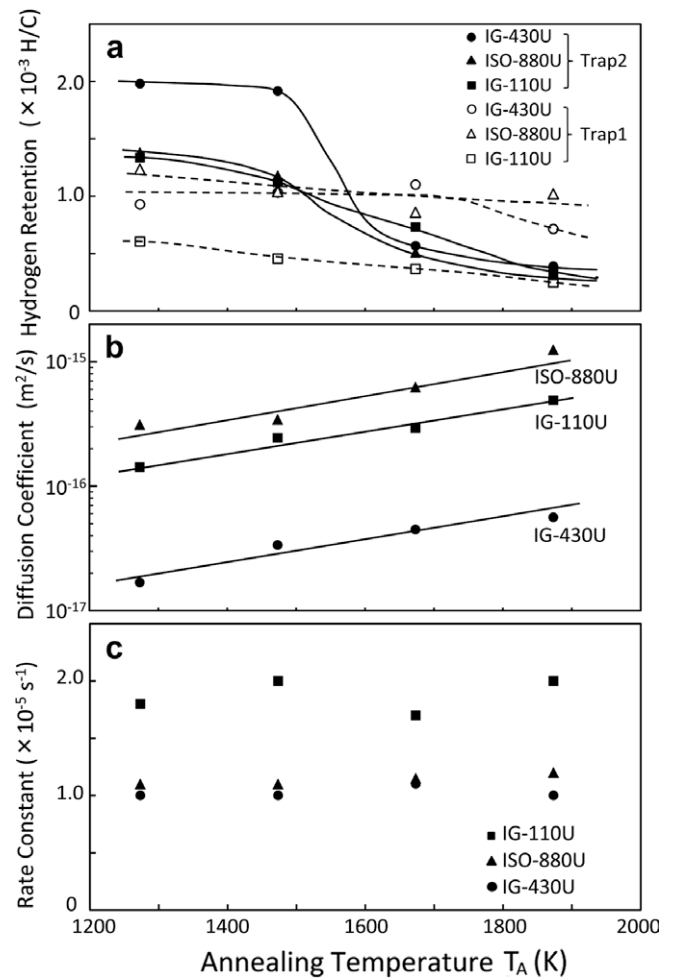 a
IG-430U
ISO-880U
IG-110U
Trap2
IG-430U
ISO-880U
IG-110U
Trap1
Hydrogen Retention (×10⁻³ H/C)
2.0
1.0
0
b
Diffusion Coefficient (m²/s)
10⁻¹⁵
10⁻¹⁶
10⁻¹⁷
ISO-880U
IG-110U
IG-430U
c
Rate Constant (×10⁻⁵ s⁻¹)
2.0
1.0
0
IG-110U
ISO-880U
IG-430U
1200 1400 1600 1800 2000
Annealing Temperature T_A (K)